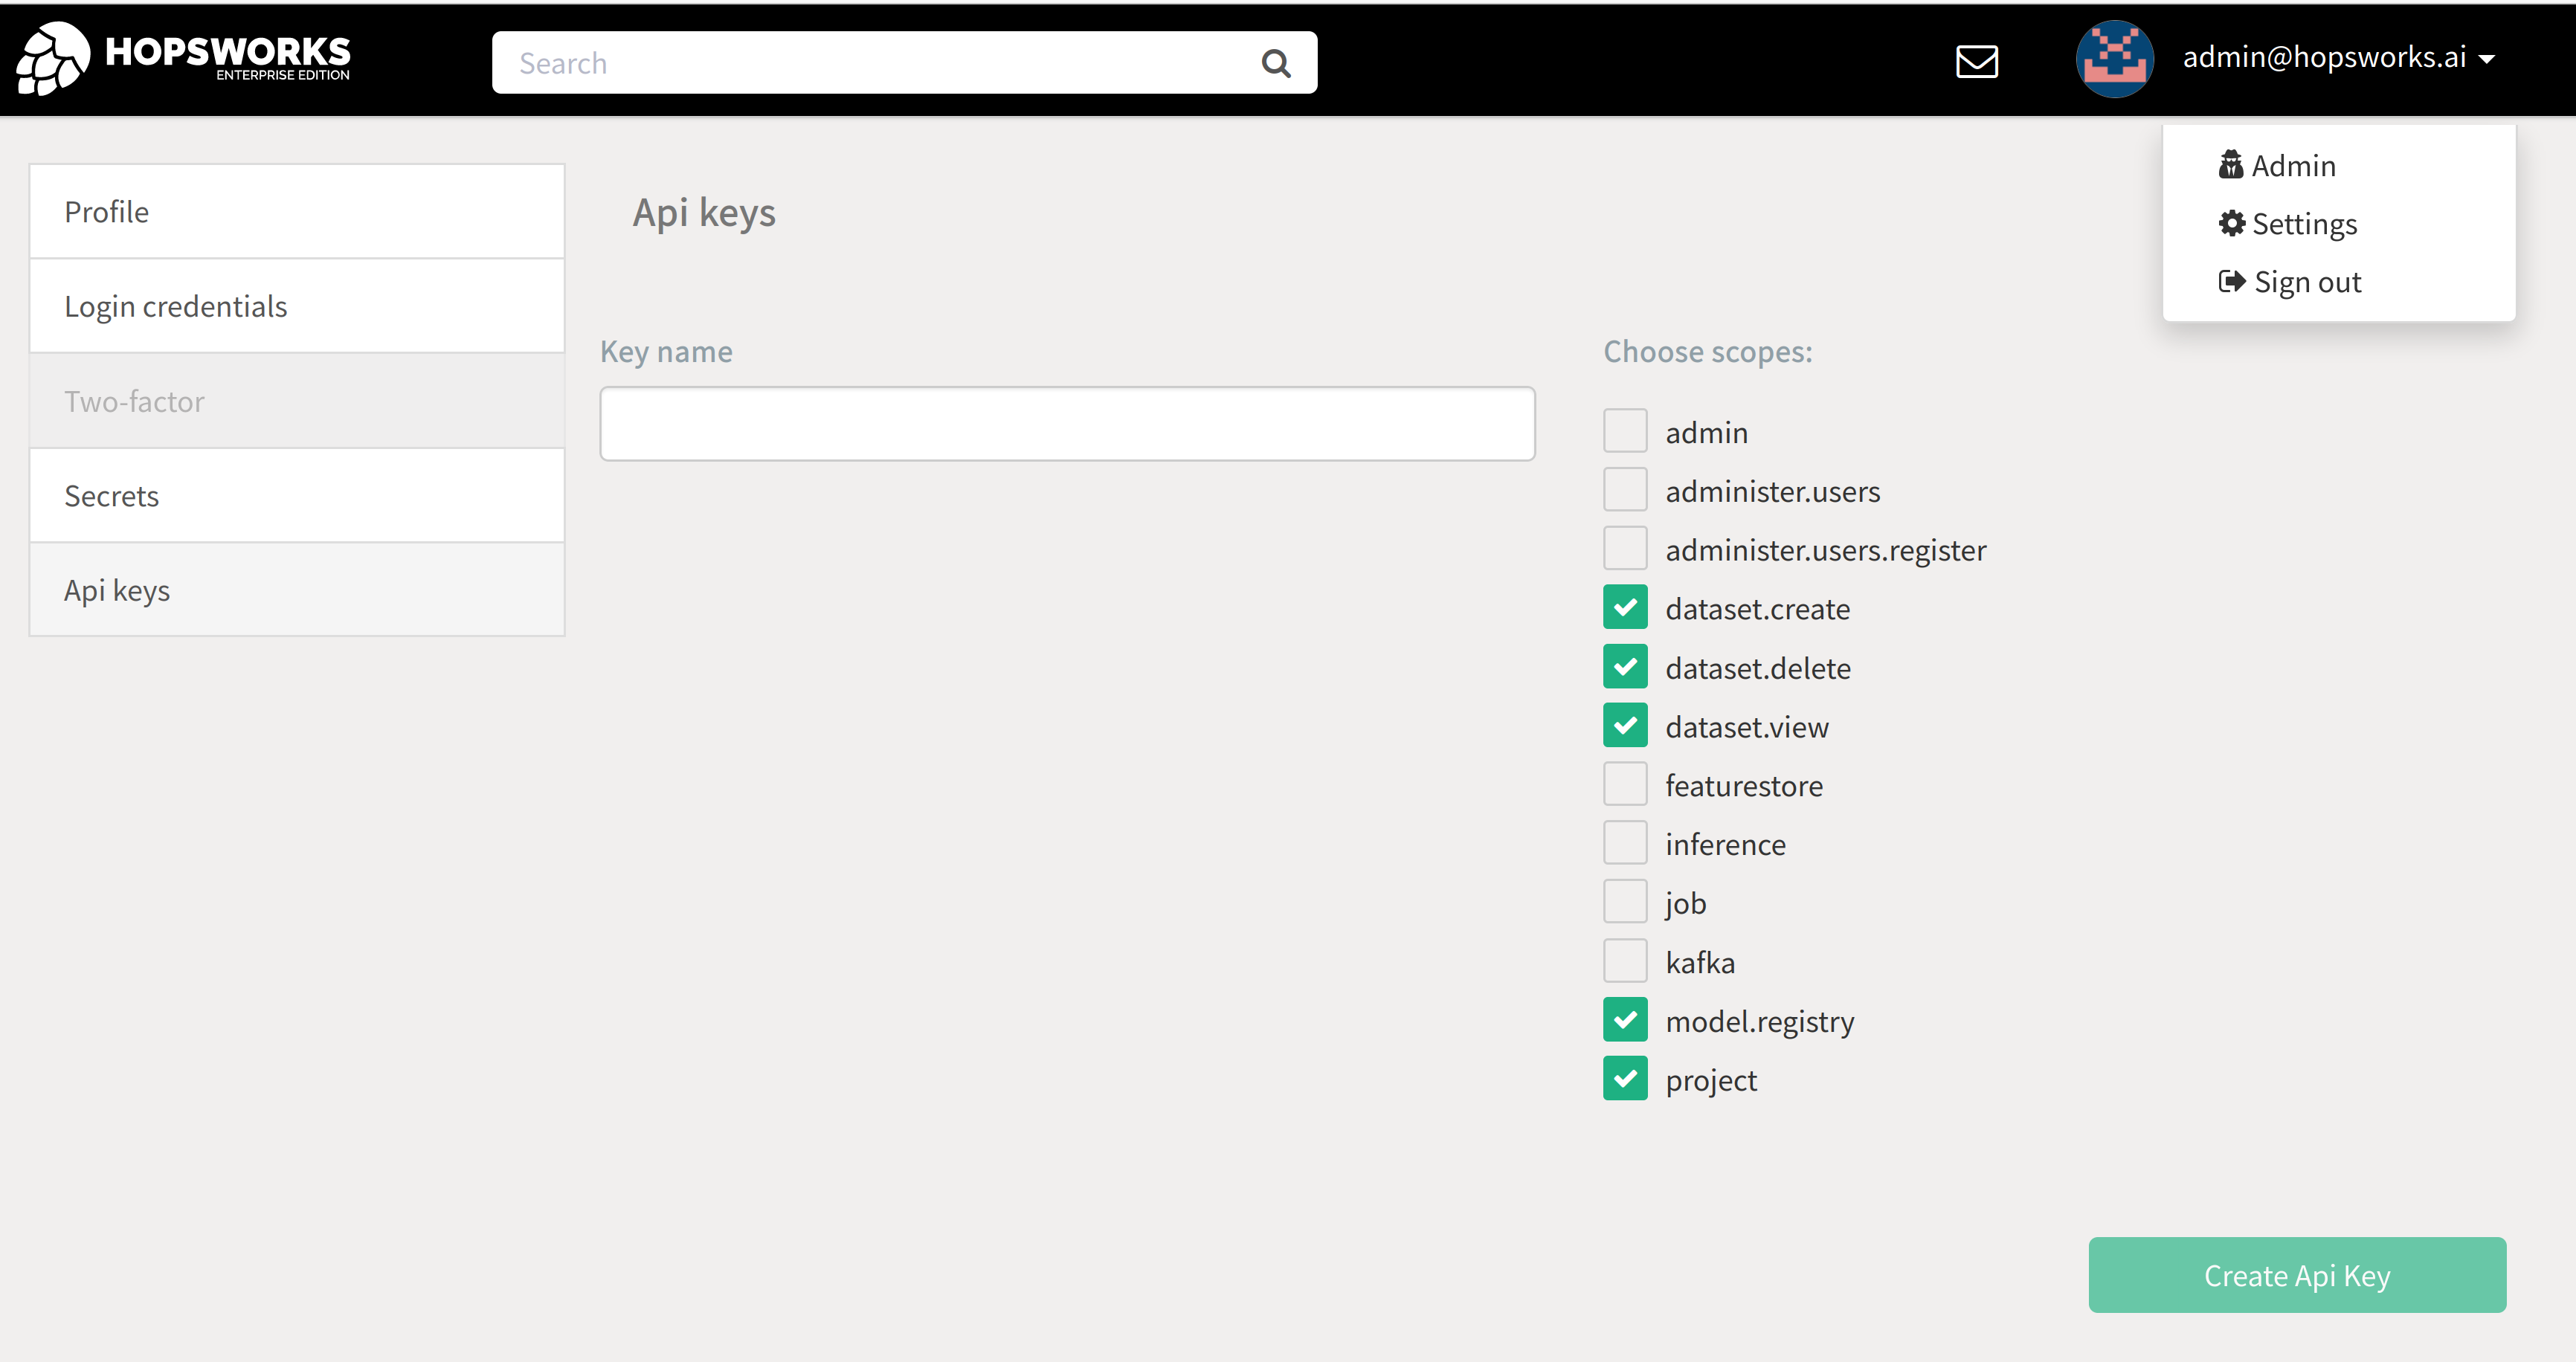 HOPSWORKS
ENTERPRISE EDITION
Search
admin@hopsworks.ai
Admin
Settings
Sign out
Profile
Login credentials
Two-factor
Secrets
Api keys
Api keys
Key name
Choose scopes:
admin
administer.users
administer.users.register
dataset.create
dataset.delete
dataset.view
featurestore
inference
job
kafka
model.registry
project
Create Api Key